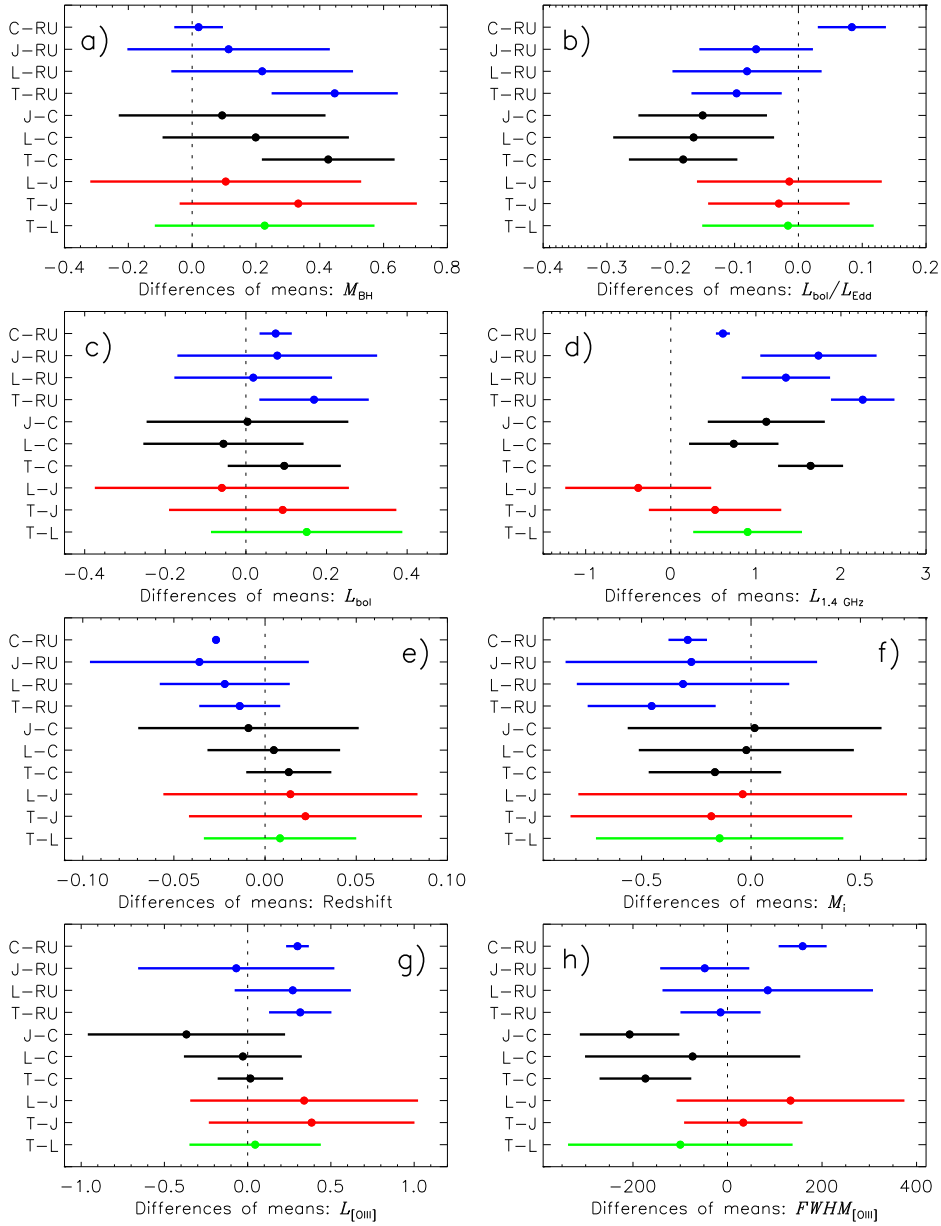 a)
C-RU
J-RU
L-RU
T-RU
J-C
L-C
T-C
L-J
T-J
T-L
-0.4 -0.2 0.0 0.2 0.4 0.6 0.8
Differences of means: M_BH
b)
C-RU
J-RU
L-RU
T-RU
J-C
L-C
T-C
L-J
T-J
T-L
-0.4 -0.3 -0.2 -0.1 0.0 0.1 0.2
Differences of means: L_bol/L_Edd
c)
C-RU
J-RU
L-RU
T-RU
J-C
L-C
T-C
L-J
T-J
T-L
-0.4 -0.2 0.0 0.2 0.4
Differences of means: L_bol
d)
C-RU
J-RU
L-RU
T-RU
J-C
L-C
T-C
L-J
T-J
T-L
-1 0 1 2 3
Differences of means: L_1.4 GHz
e)
C-RU
J-RU
L-RU
T-RU
J-C
L-C
T-C
L-J
T-J
T-L
-0.10 -0.05 0.00 0.05 0.10
Differences of means: Redshift
f)
C-RU
J-RU
L-RU
T-RU
J-C
L-C
T-C
L-J
T-J
T-L
-0.5 0.0 0.5
Differences of means: M_i
g)
C-RU
J-RU
L-RU
T-RU
J-C
L-C
T-C
L-J
T-J
T-L
-1.0 -0.5 0.0 0.5 1.0
Differences of means: L_[OIII]
h)
C-RU
J-RU
L-RU
T-RU
J-C
L-C
T-C
L-J
T-J
T-L
-200 0 200 400
Differences of means: FWHM_[OIII]